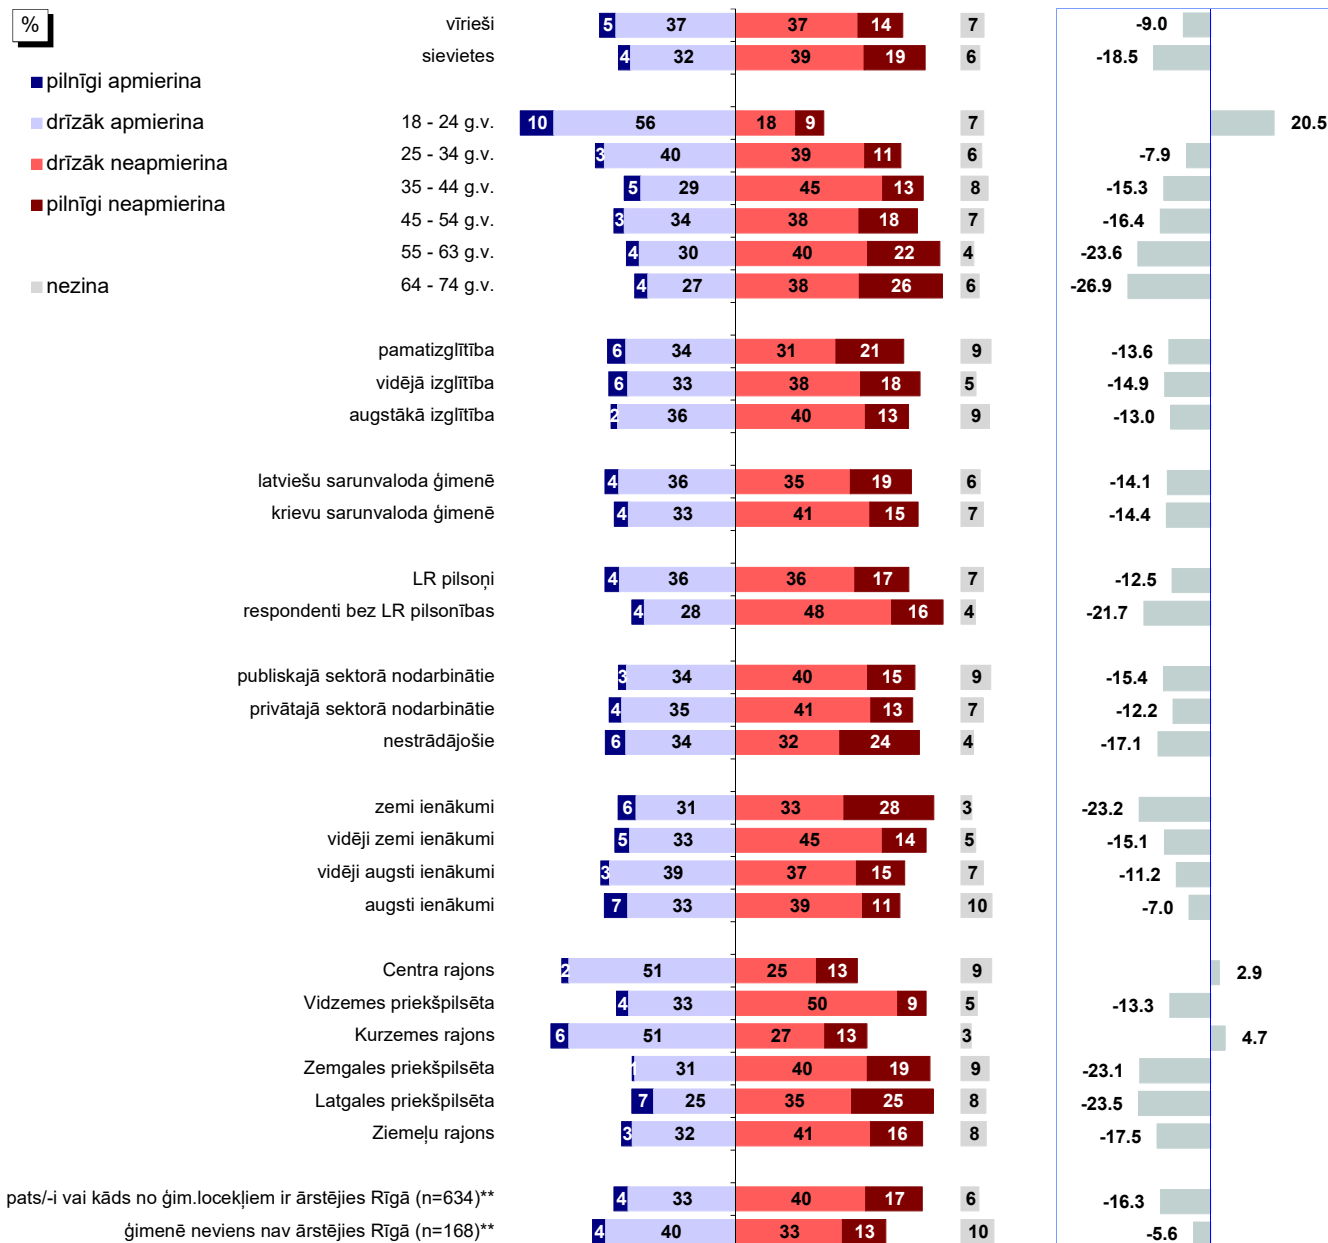 %
pilnīgi apmierina
drīzāk apmierina
drīzāk neapmierina
pilnīgi neapmierina
nezina
vīrieši 5 37 37 14 7 -9.0
sievietes 4 32 39 19 6 -18.5
18 - 24 g.v. 10 56 18 9 7 20.5
25 - 34 g.v. 3 40 39 11 6 -7.9
35 - 44 g.v. 5 29 45 13 8 -15.3
45 - 54 g.v. 3 34 38 18 7 -16.4
55 - 63 g.v. 4 30 40 22 4 -23.6
64 - 74 g.v. 4 27 38 26 6 -26.9
pamatizglītība 6 34 31 21 9 -13.6
vidējā izglītība 6 33 38 18 5 -14.9
augstākā izglītība 2 36 40 13 9 -13.0
latviešu sarunvaloda ģimenē 4 36 35 19 6 -14.1
krievu sarunvaloda ģimenē 4 33 41 15 7 -14.4
LR pilsoņi 4 36 36 17 7 -12.5
respondenti bez LR pilsonības 4 28 48 16 4 -21.7
publiskajā sektorā nodarbinātie 3 34 40 15 9 -15.4
privātajā sektorā nodarbinātie 4 35 41 13 7 -12.2
nestrādājošie 6 34 32 24 4 -17.1
zemi ienākumi 6 31 33 28 3 -23.2
vidēji zemi ienākumi 5 33 45 14 5 -15.1
vidēji augsti ienākumi 3 39 37 15 7 -11.2
augsti ienākumi 7 33 39 11 10 -7.0
Centra rajons 2 51 25 13 9 2.9
Vidzemes priekšpilsēta 4 33 50 9 5 -13.3
Kurzemes rajons 6 51 27 13 3 4.7
Zemgales priekšpilsēta 1 31 40 19 9 -23.1
Latgales priekšpilsēta 7 25 35 25 8 -23.5
Ziemeļu rajons 3 32 41 16 8 -17.5
pats/-i vai kāds no ģim.locekļiem ir ārstējies Rīgā (n=634)** 4 33 40 17 6 -16.3
ģimenē neviens nav ārstējies Rīgā (n=168)** 4 40 33 13 10 -5.6